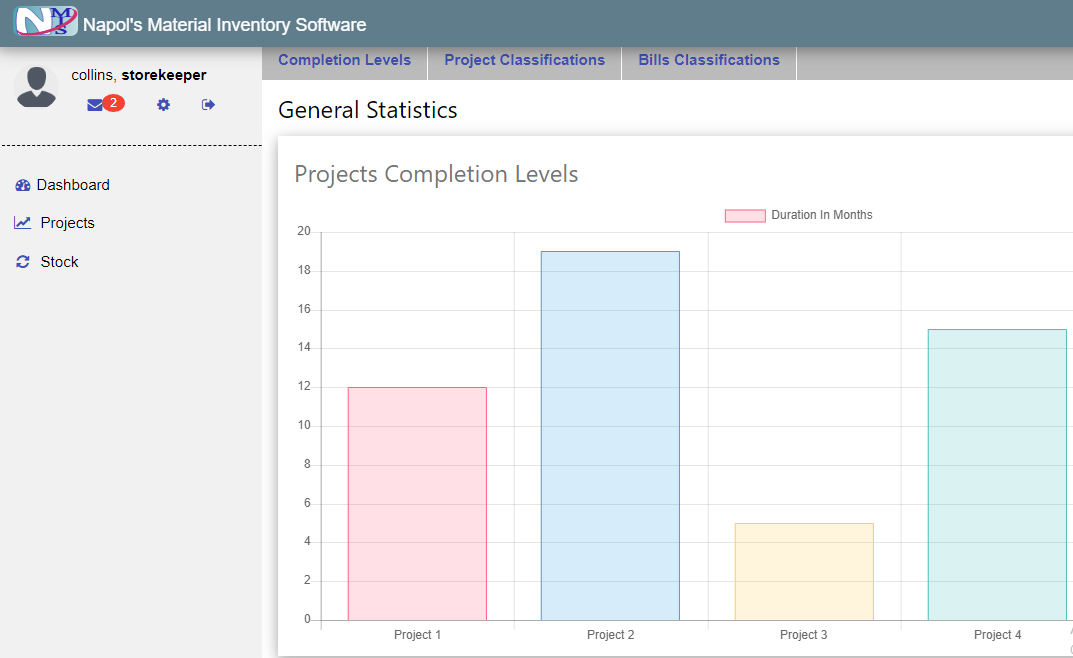 NMIS
Napol's Material Inventory Software
collins, storekeeper
2
Dashboard
Projects
Stock
Completion Levels
Project Classifications
Bills Classifications
General Statistics
Projects Completion Levels
Duration In Months
20
18
16
14
12
10
8
6
4
2
0
Project 1
Project 2
Project 3
Project 4